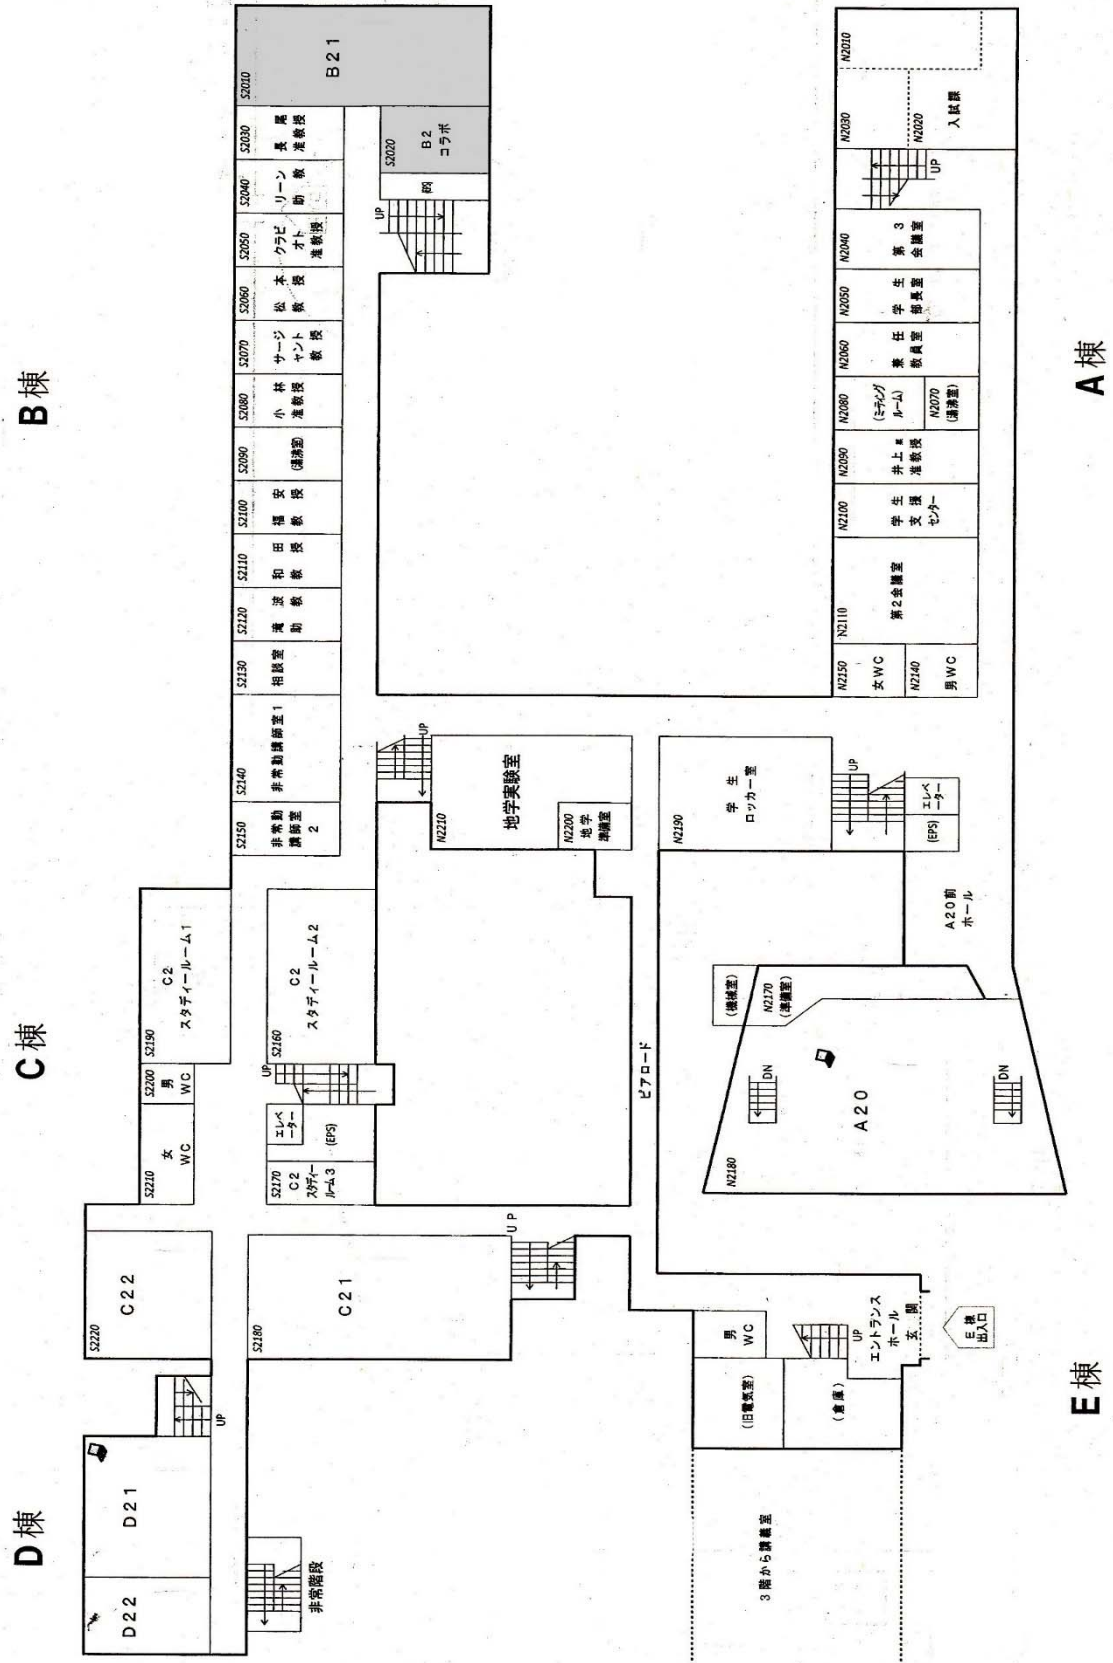 D棟
C棟
B棟
D22
D21
UP
非常階段
S2220
C22
S2210
女
WC
S2200
男
WC
S2190
C2
スタディールーム1
S2180
C21
UP
S2170
C2
スタディー
ルーム3
エレベ
ーター
(EPS)
UP
S2160
C2
スタディールーム2
S2150
非常勤
講師室
2
S2140
非常勤講師室1
S2130
相談室
S2120
滝波
助教
S2110
和田
教授
S2100
福安
教授
S2090
(湯沸室)
S2080
小林
准教授
S2070
サージ
ャント
教授
S2060
松本
教授
S2050
クラビ
オト
准教授
S2040
リーン
助教
S2030
長尾
准教授
S2010
B21
S2020
B2
コラボ
UP
UP
N2210
地学実験室
N2200
地学
準備室
ピアロード
N2190
学生
ロッカー室
UP
(EPS)
エレベ
ーター
A20前
ホール
(機械室)
N2170
(準備室)
N2180
A20
DN
DN
男
WC
(旧電気室)
(倉庫)
UP
エントランス
ホール
玄関
E棟
出入口
3階から講義室
N2150
女WC
N2140
男WC
N2110
第2会議室
N2100
学生
支援
センター
N2090
井上
准教授
N2080
(ミーティング
ルーム)
N2070
(湯沸室)
N2060
兼任
教員室
N2050
学生
部長室
N2040
第3
会議室
UP
N2030
N2020
入試課
N2010
E棟
A棟